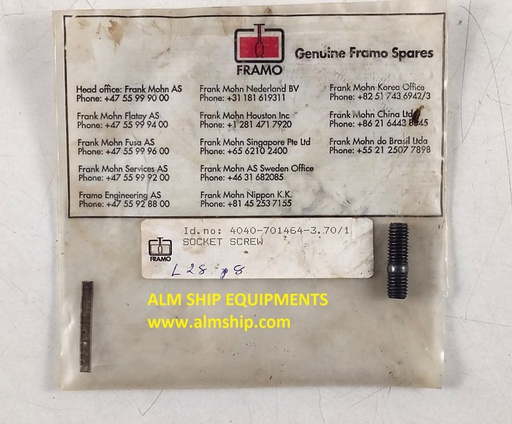 FRAMO
Genuine Framo Spares
Head office: Frank Mohn AS
Phone: +47 55 99 90 00
Frank Mohn Flatøy AS
Phone: +47 55 99 94 00
Frank Mohn Fusa AS
Phone: +47 55 99 96 00
Frank Mohn Services AS
Phone: +47 55 99 92 00
Framo Engineering AS
Phone: +47 55 92 88 00
Frank Mohn Nederland BV
Phone: +31 181 619311
Frank Mohn Houston Inc
Phone: +1 281 471 7920
Frank Mohn Singapore Pte Ltd
Phone: +65 6210 2400
Frank Mohn AS Sweden Office
Phone: +46 31 682085
Frank Mohn Nippon K.K.
Phone: +81 45 253 7155
Frank Mohn Korea Office
Phone: +82 51 743 6942/3
Frank Mohn China Ltd
Phone: +86 21 6443
Frank Mohn do Brasil Ltda
Phone: +55 21 2507 7898
FRAMO
Id.no: 4040-701464-3.70/1
SOCKET SCREW
L28
ALM SHIP EQUIPMENTS
www.almship.com